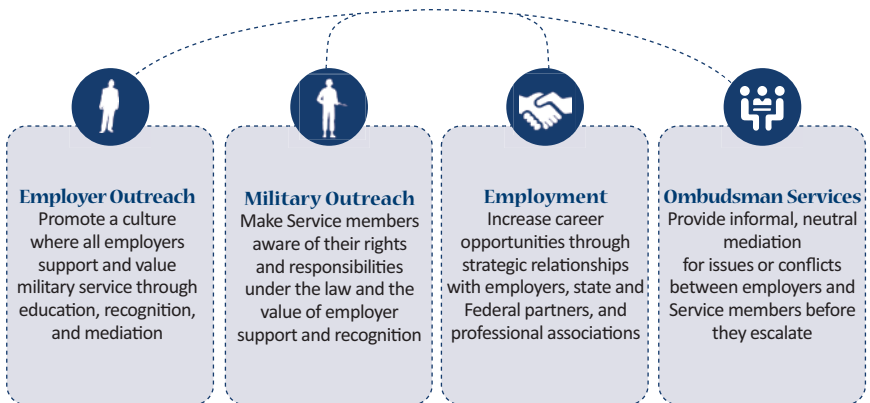 Employer Outreach
Promote a culture
where all employers
support and value
military service through
education, recognition,
and mediation
Military Outreach
Make Service members
aware of their rights
and responsibilities
under the law and the
value of employer
support and recognition
Employment
Increase career
opportunities through
strategic relationships
with employers, state and
Federal partners, and
professional associations
Ombudsman Services
Provide informal, neutral
mediation
for issues or conflicts
between employers and
Service members before
they escalate